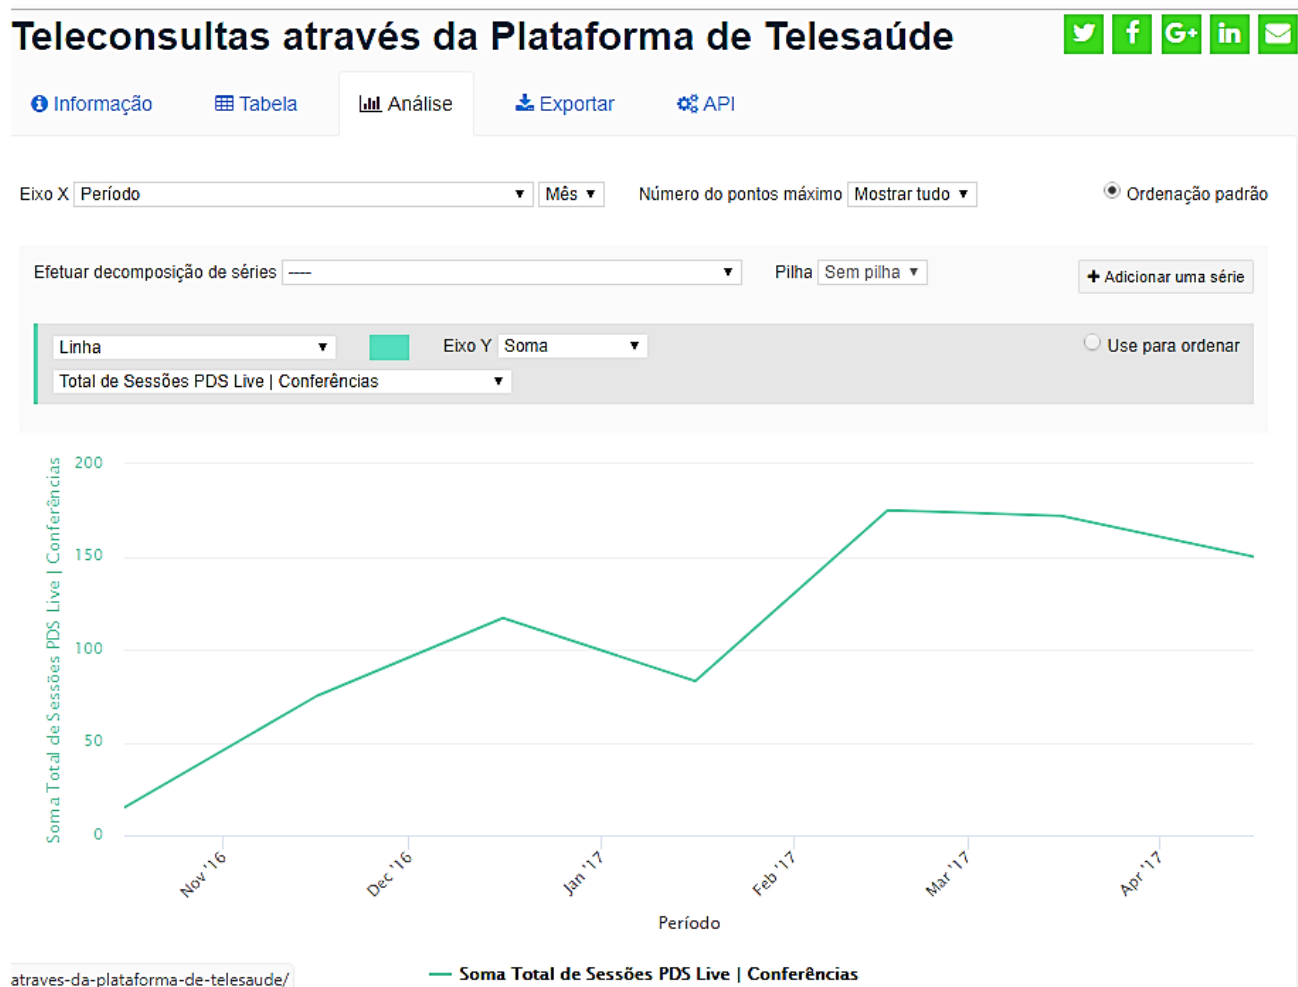 Teleconsultas através da Plataforma de Telesaúde
Informação Tabela Análise Exportar API
Eixo X Período Mês Número do pontos máximo Mostrar tudo Ordenação padrão
Efetuar decomposição de séries ---- Pilha Sem pilha + Adicionar uma série
Linha Eixo Y Soma Use para ordenar
Total de Sessões PDS Live | Conferências
Soma Total de Sessões PDS Live | Conferências
200
150
100
50
0
Nov '16 Dec '16 Jan '17 Feb '17 Mar '17 Apr '17
Período
Soma Total de Sessões PDS Live | Conferências
atraves-da-plataforma-de-telesaude/